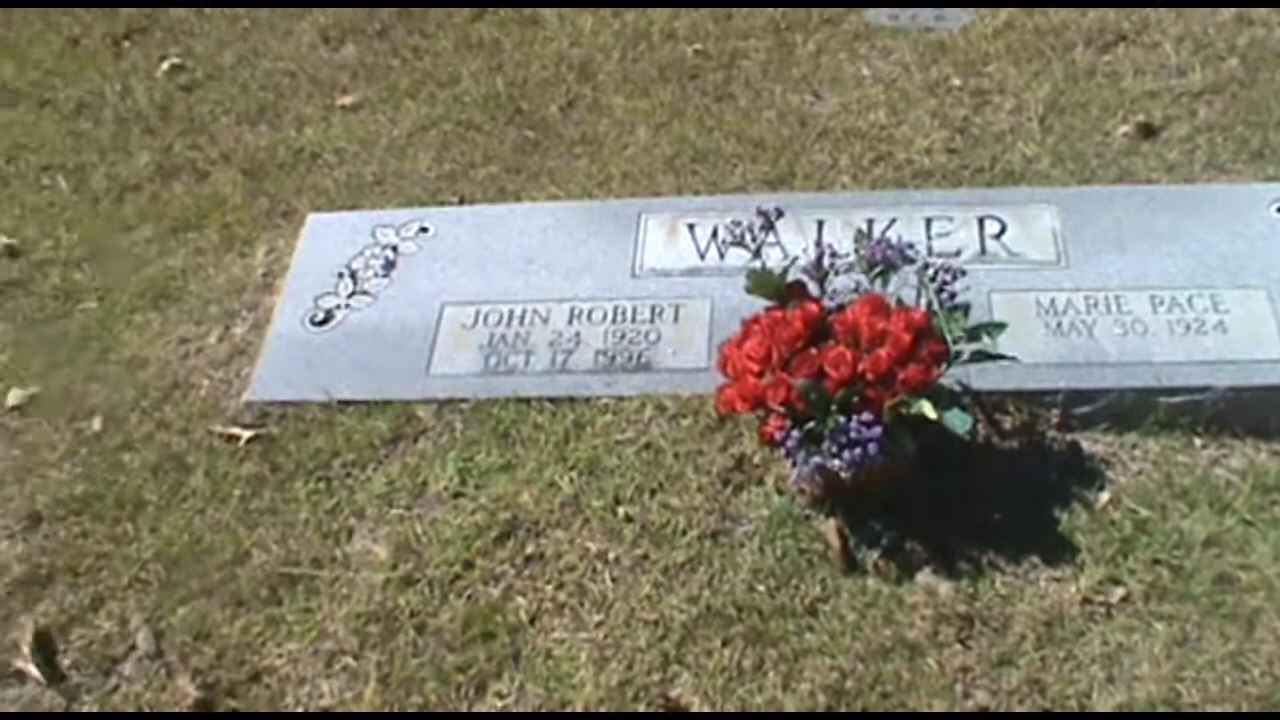 WALKER
JOHN ROBERT
JAN. 24, 1920
OCT. 17, 1996
MARIE PACE
MAY 30, 1924